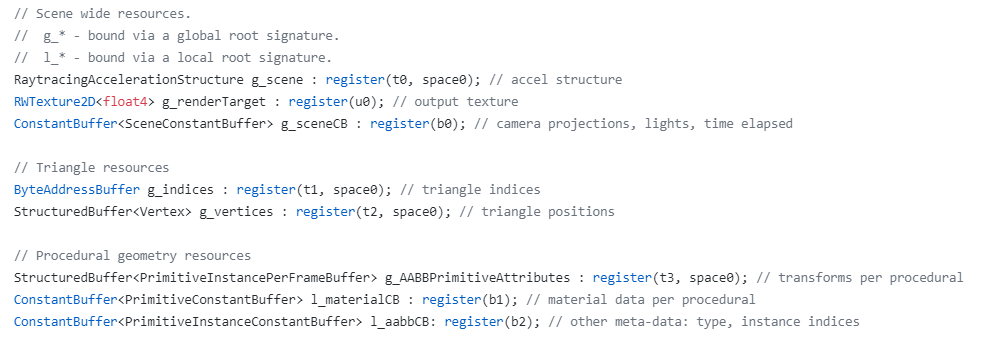 // Scene wide resources.
//  g_* - bound via a global root signature.
//  l_* - bound via a local root signature.
RaytracingAccelerationStructure g_scene : register(t0, space0); // accel structure
RWTexture2D<float4> g_renderTarget : register(u0); // output texture
ConstantBuffer<SceneConstantBuffer> g_sceneCB : register(b0); // camera projections, lights, time elapsed
// Triangle resources
ByteAddressBuffer g_indices : register(t1, space0); // triangle indices
StructuredBuffer<Vertex> g_vertices : register(t2, space0); // triangle positions
// Procedural geometry resources
StructuredBuffer<PrimitiveInstancePerFrameBuffer> g_AABBPrimitiveAttributes : register(t3, space0); // transforms per procedural
ConstantBuffer<PrimitiveConstantBuffer> l_materialCB : register(b1); // material data per procedural
ConstantBuffer<PrimitiveInstanceConstantBuffer> l_aabbCB: register(b2); // other meta-data: type, instance indices